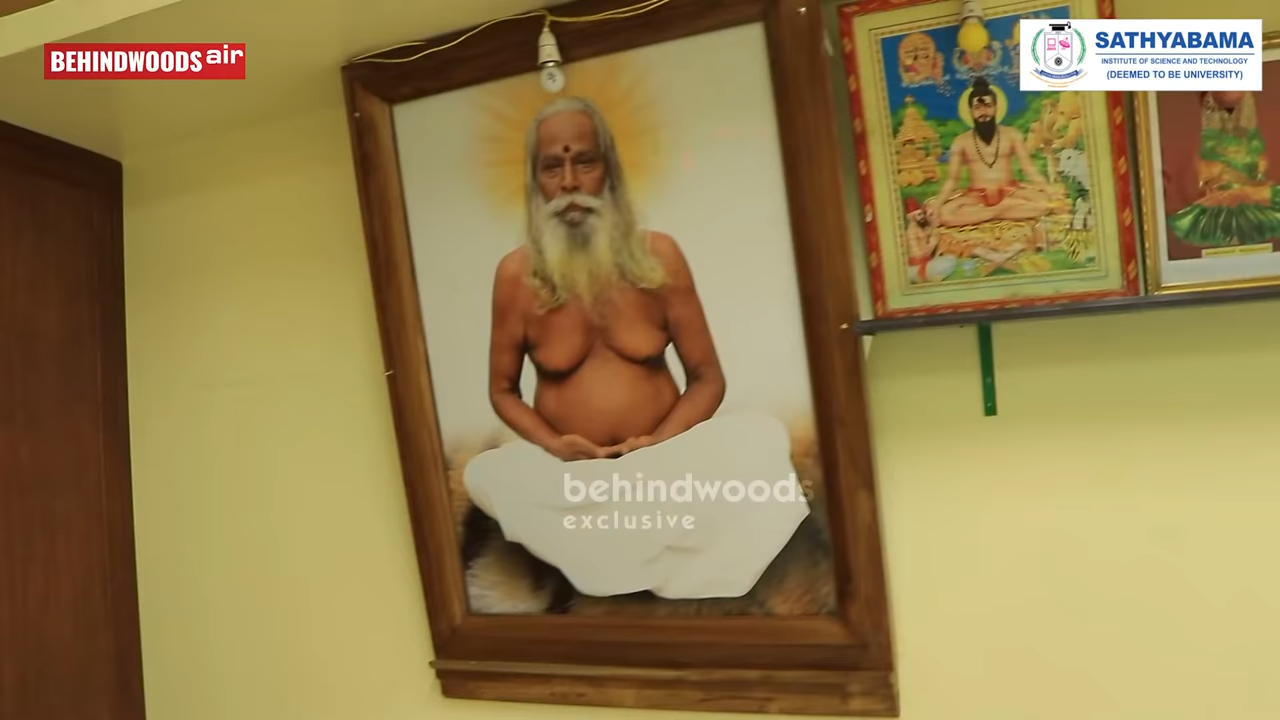 BEHINDWOODS air
SATHYABAMA
INSTITUTE OF SCIENCE AND TECHNOLOGY
(DEEMED TO BE UNIVERSITY)
behindwoods
exclusive